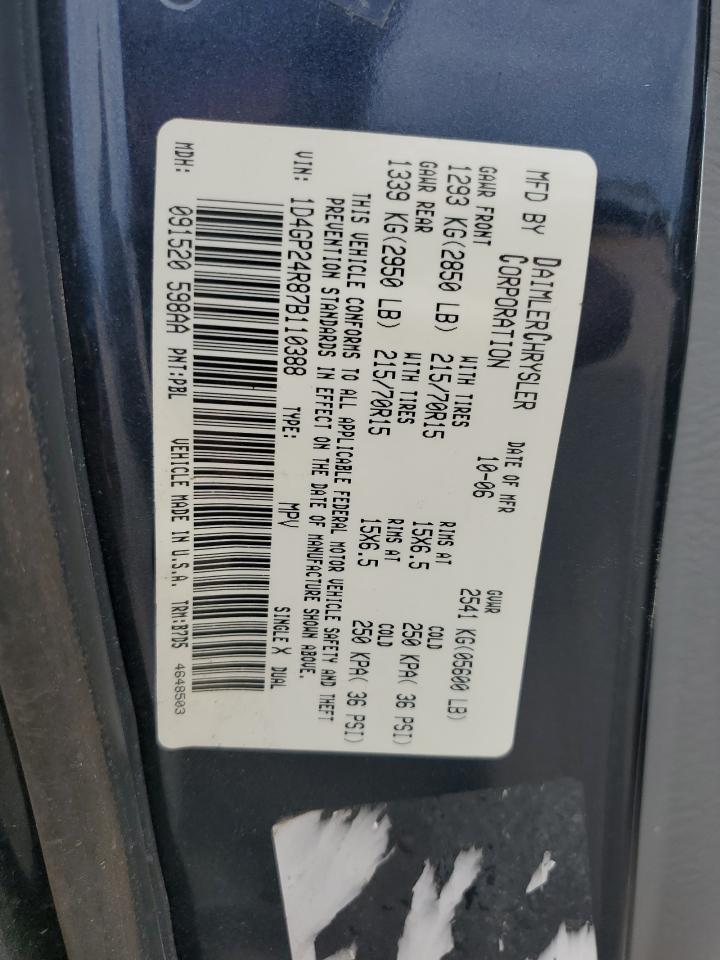 MFD BY DAIMLERCHRYSLER CORPORATION
DATE OF MFR 10-06
GVWR 2541 KG(05600 LB)
GAWR FRONT 1293 KG(2850 LB)
WITH TIRES 215/70R15
RIMS AT 15X6.5
COLD 250 KPA( 36 PSI)
GAWR REAR 1339 KG(2950 LB)
WITH TIRES 215/70R15
RIMS AT 15X6.5
COLD 250 KPA( 36 PSI)
THIS VEHICLE CONFORMS TO ALL APPLICABLE FEDERAL MOTOR VEHICLE SAFETY AND THEFT
PREVENTION STANDARDS IN EFFECT ON THE DATE OF MANUFACTURE SHOWN ABOVE.
VIN: 1D4GP24R87B110388 TYPE: MPV SINGLE X DUAL
MDH: 091520 598AA PNT:PBL VEHICLE MADE IN U.S.A. TRM:B7D5 4648503